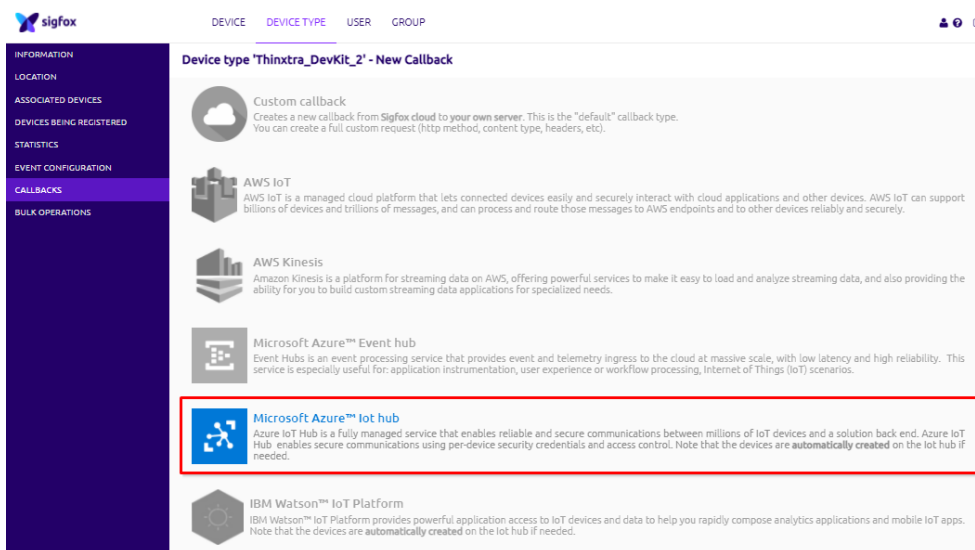 sigfox
DEVICE DEVICE TYPE USER GROUP
INFORMATION
LOCATION
ASSOCIATED DEVICES
DEVICES BEING REGISTERED
STATISTICS
EVENT CONFIGURATION
CALLBACKS
BULK OPERATIONS
Device type 'Thinxtra_DevKit_2' - New Callback
Custom callback
Creates a new callback from Sigfox cloud to your own server. This is the "default" callback type.
You can create a full custom request (http method, content type, headers, etc).
AWS IoT
AWS IoT is a managed cloud platform that lets connected devices easily and securely interact with cloud applications and other devices. AWS IoT can support
billions of devices and trillions of messages, and can process and route those messages to AWS endpoints and to other devices reliably and securely.
AWS Kinesis
Amazon Kinesis is a platform for streaming data on AWS, offering powerful services to make it easy to load and analyze streaming data, and also providing the
ability for you to build custom streaming data applications for specialized needs.
Microsoft Azure™ Event hub
Event Hubs is an event processing service that provides event and telemetry ingress to the cloud at massive scale, with low latency and high reliability. This
service is especially useful for: application instrumentation, user experience or workflow processing, Internet of Things (IoT) scenarios.
Microsoft Azure™ Iot hub
Azure IoT Hub is a fully managed service that enables reliable and secure communications between millions of IoT devices and a solution back end. Azure IoT
Hub enables secure communications using per-device security credentials and access control. Note that the devices are automatically created on the Iot hub if
needed.
IBM Watson™ IoT Platform
IBM Watson™ IoT Platform provides powerful application access to IoT devices and data to help you rapidly compose analytics applications and mobile IoT apps.
Note that the devices are automatically created on the Iot hub if needed.